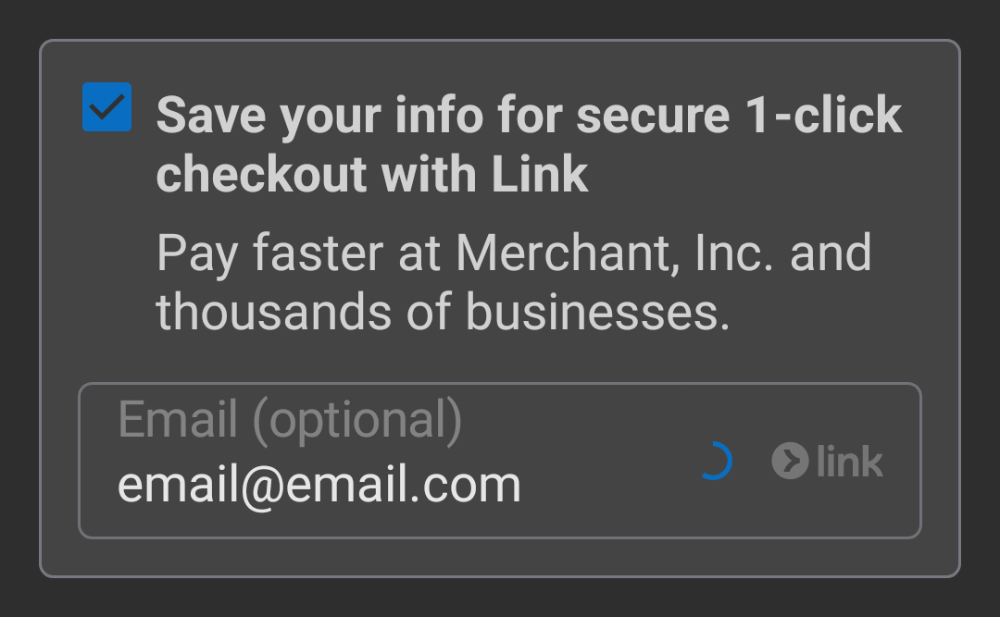 Save your info for secure 1-click
checkout with Link
Pay faster at Merchant, Inc. and
thousands of businesses.
Email (optional)
email@email.com
link